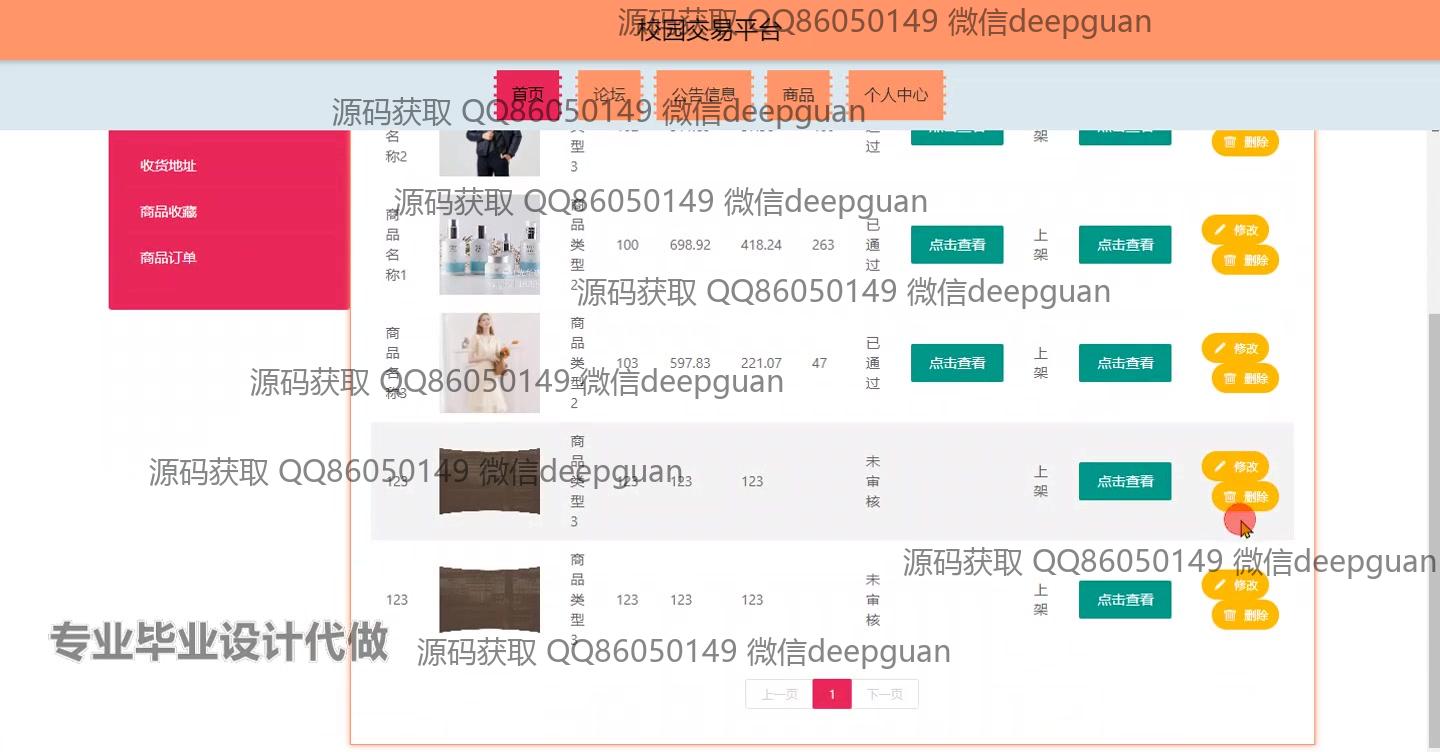 校园交易平台
源码获取 QQ86050149 微信deepguan
首页 论坛 公告信息 商品 个人中心
源码获取 QQ86050149 微信deepguan
收货地址
商品收藏
商品订单
名
称2
型
3
过
删除
源码获取 QQ86050149 微信deepguan
商
品
名
称1
商
品
类
型
2
100 698.92 418.24 263
已
通
过
点击查看
上
架
点击查看
修改
删除
源码获取 QQ86050149 微信deepguan
商
品
名
称3
商
品
类
型
2
103 597.83 221.07 47
已
通
过
点击查看
上
架
点击查看
修改
删除
源码获取 QQ86050149 微信deepguan
123
商
品
类
型
3
123 123 123
未
审
核
上
架
点击查看
修改
删除
源码获取 QQ86050149 微信deepguan
源码获取 QQ86050149 微信deepguan
123
商
品
类
型
3
123 123 123
未
审
核
上
架
点击查看
修改
删除
专业毕业设计代做
源码获取 QQ86050149 微信deepguan
上一页 1 下一页